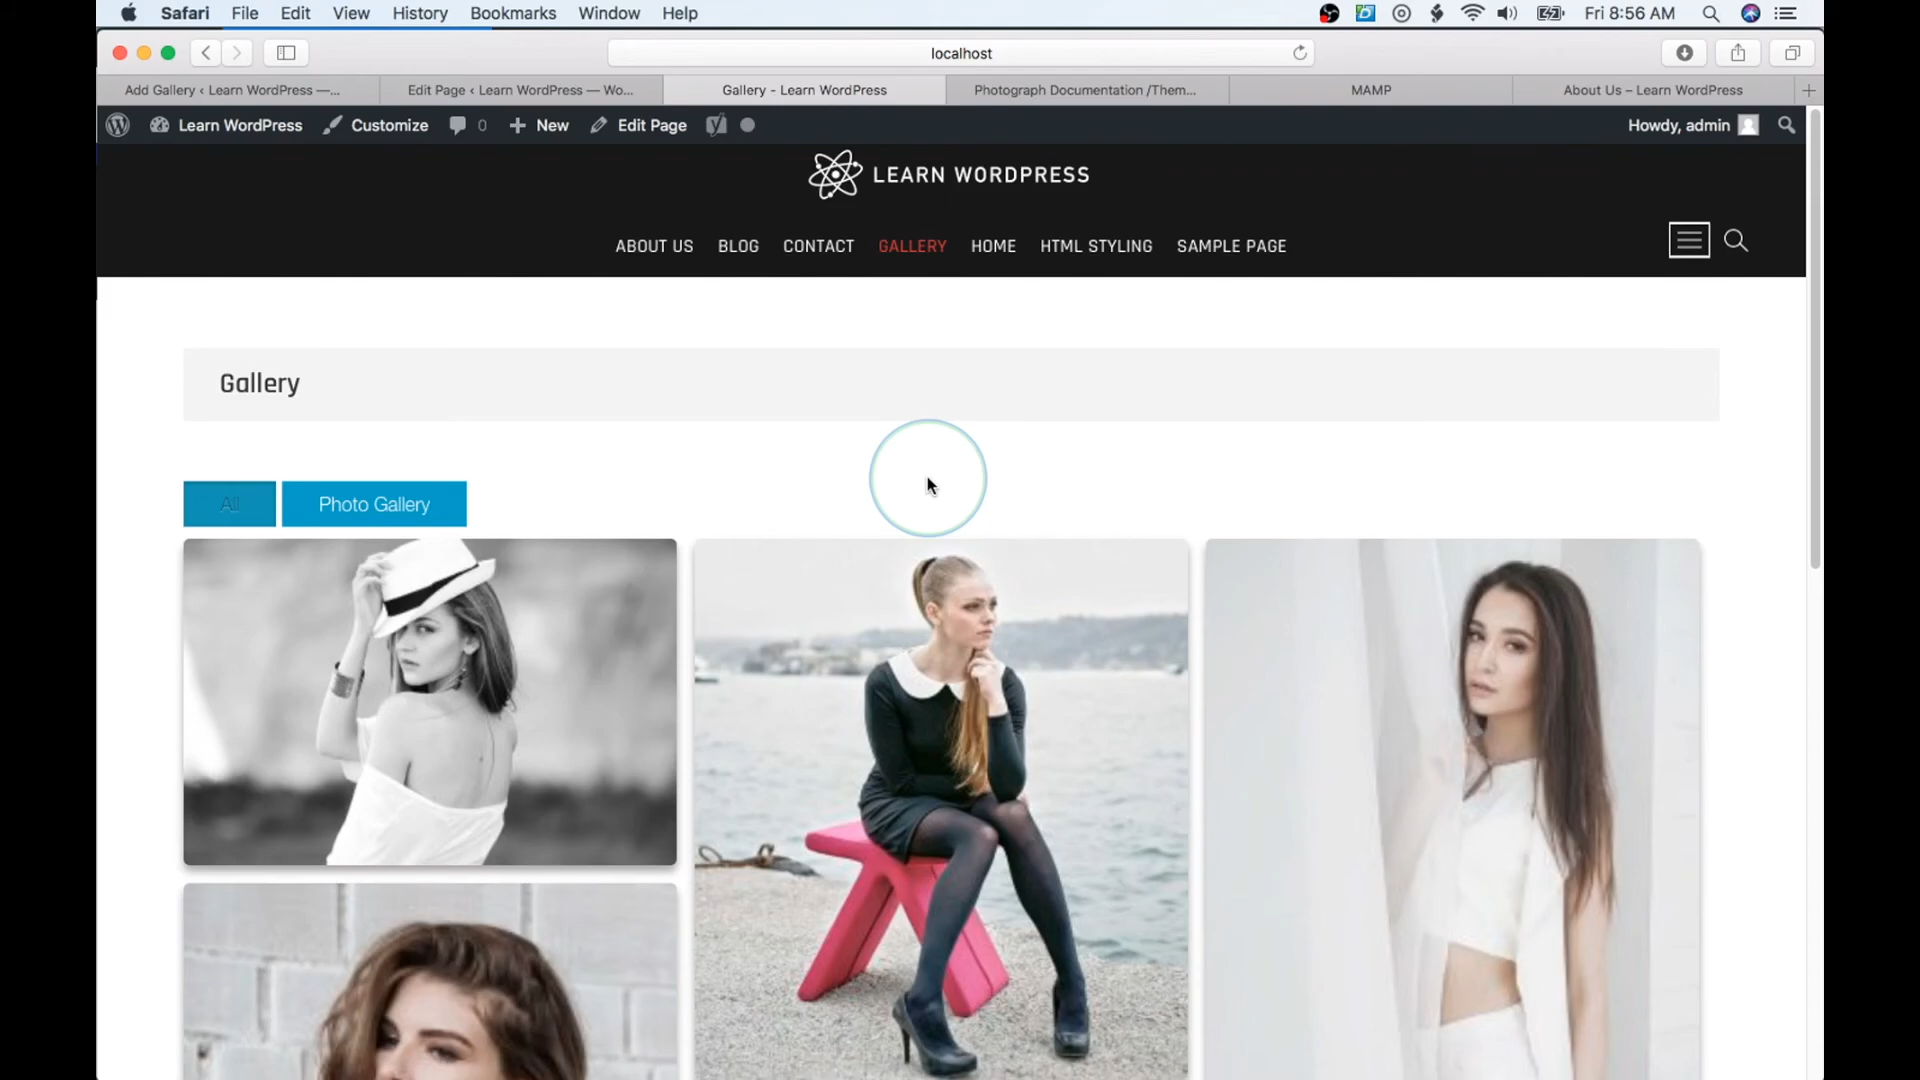 Safari File Edit View History Bookmarks Window Help Fri 8:56 AM
localhost
Add Gallery ‹ Learn WordPress —... Edit Page ‹ Learn WordPress — Wo... Gallery - Learn WordPress Photograph Documentation /Them... MAMP About Us – Learn WordPress
Learn WordPress Customize 0 New Edit Page Howdy, admin
LEARN WORDPRESS
ABOUT US BLOG CONTACT GALLERY HOME HTML STYLING SAMPLE PAGE
Gallery
All Photo Gallery